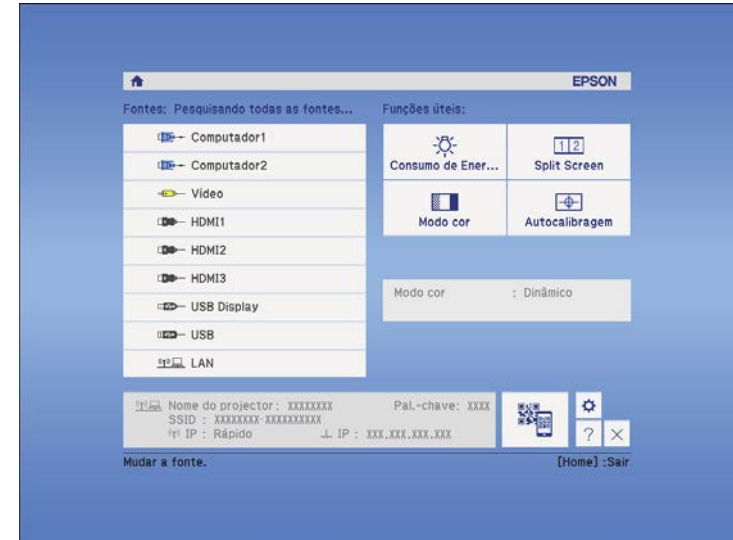 EPSON
Fontes: Pesquisando todas as fontes...
Computador1
Computador2
Vídeo
HDMI1
HDMI2
HDMI3
USB Display
USB
LAN
Funções úteis:
Consumo de Ener...
1 2
Split Screen
Modo cor
Autocalibragem
Modo cor : Dinâmico
Nome do projector: XXXXXXXX Pal.-chave: XXXX
SSID : XXXXXXXX-XXXXXXXXXX
IP : Rápido IP : XXX.XXX.XXX.XXX
?
Mudar a fonte. [Home] :Sair